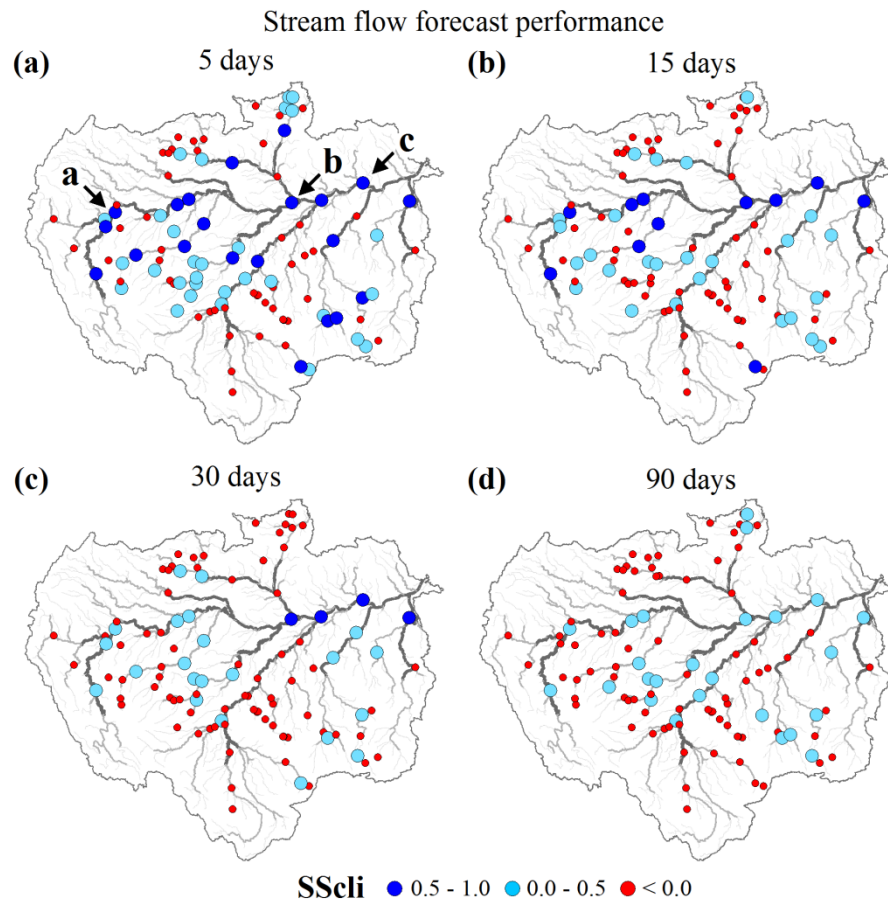 Stream flow forecast performance
(a) 5 days (b) 15 days
a b c
(c) 30 days (d) 90 days
SScli 0.5 - 1.0 0.0 - 0.5 < 0.0